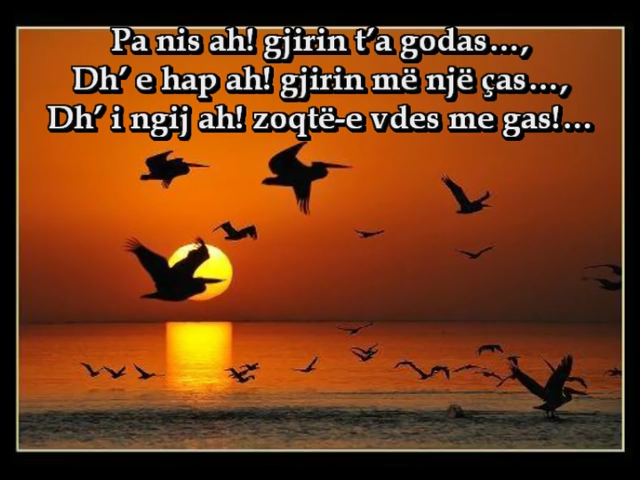 Pa nis ah! gjirin t’a godas…,
Dh’ e hap ah! gjirin më një ças…,
Dh’ i ngij ah! zoqtë-e vdes me gas!…